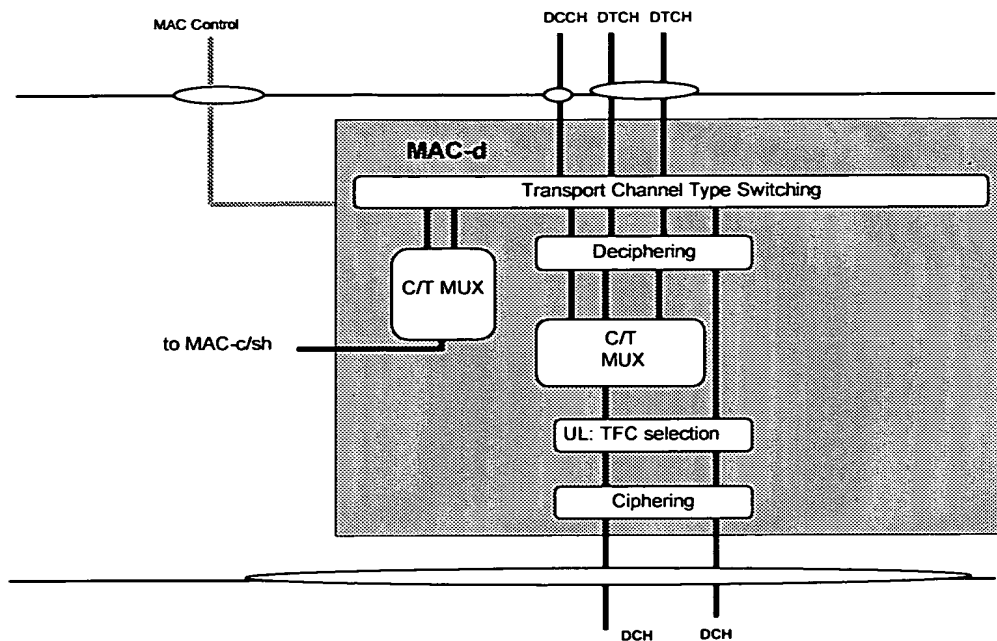 MAC Control
DCCH DTCH DTCH
MAC-d
Transport Channel Type Switching
Deciphering
C/T MUX
to MAC-c/sh
C/T
MUX
UL: TFC selection
Ciphering
DCH DCH